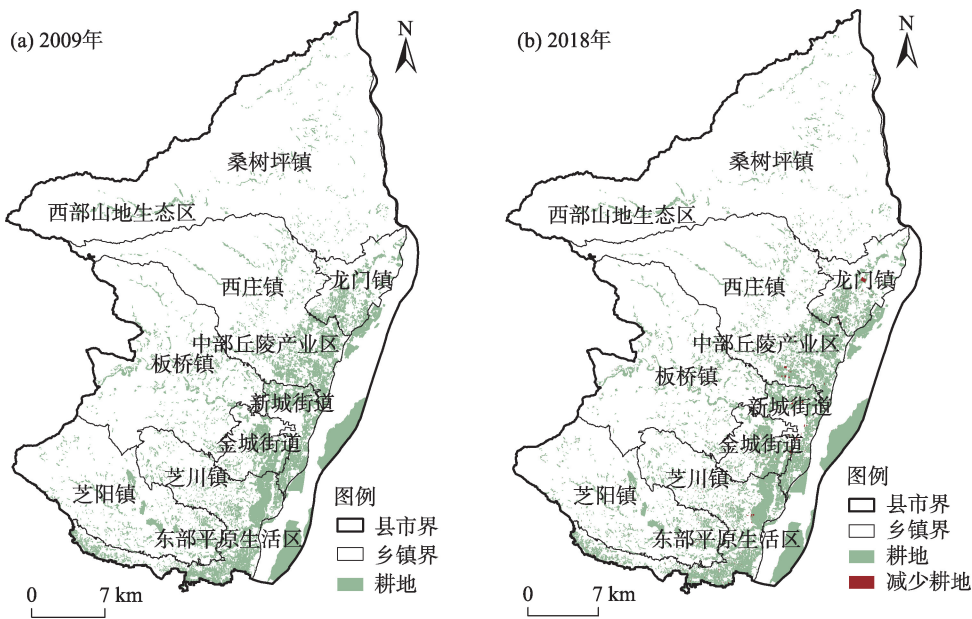 (a) 2009年
N
桑树坪镇
西部山地生态区
西庄镇
龙门镇
中部丘陵产业区
板桥镇
新城街道
金城街道
芝川镇
芝阳镇
东部平原生活区
图例
县市界
乡镇界
耕地
0 7 km
(b) 2018年
N
桑树坪镇
西部山地生态区
西庄镇
龙门镇
中部丘陵产业区
板桥镇
新城街道
金城街道
芝川镇
芝阳镇
东部平原生活区
图例
县市界
乡镇界
耕地
减少耕地
0 7 km